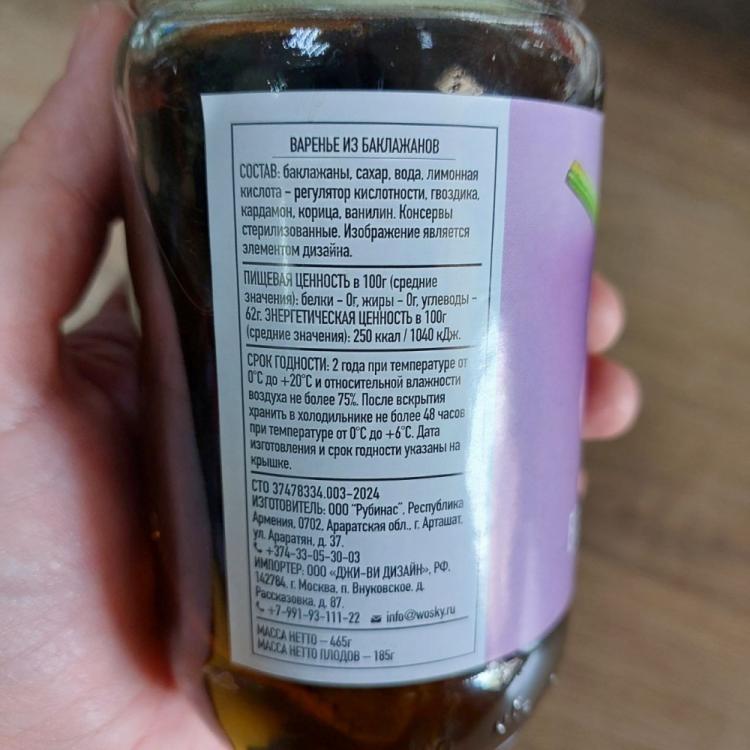 ВАРЕНЬЕ ИЗ БАКЛАЖАНОВ
СОСТАВ: баклажаны, сахар, вода, лимонная
кислота – регулятор кислотности, гвоздика,
кардамон, корица, ванилин. Консервы
стерилизованные. Изображение является
элементом дизайна.
ПИЩЕВАЯ ЦЕННОСТЬ в 100г (средние
значения): белки – 0г, жиры – 0г, углеводы –
62г. ЭНЕРГЕТИЧЕСКАЯ ЦЕННОСТЬ в 100г
(средние значения): 250 ккал / 1040 кДж.
СРОК ГОДНОСТИ: 2 года при температуре от
0°С до +20°С и относительной влажности
воздуха не более 75%. После вскрытия
хранить в холодильнике не более 48 часов
при температуре от 0°С до +6°С. Дата
изготовления и срок годности указаны на
крышке.
СТО 37478334.003-2024
ИЗГОТОВИТЕЛЬ: ООО "Рубинас", Республика
Армения, 0702, Араратская обл., г. Арташат,
ул. Араратян, д. 37.
+374-33-05-30-03
ИМПОРТЕР: ООО «ДЖИ-ВИ ДИЗАЙН», РФ,
142784, г. Москва, п. Внуковское, д.
Рассказовка, д. 87.
+7-991-93-111-22 info@wosky.ru
МАССА НЕТТО – 465г
МАССА НЕТТО ПЛОДОВ – 185г